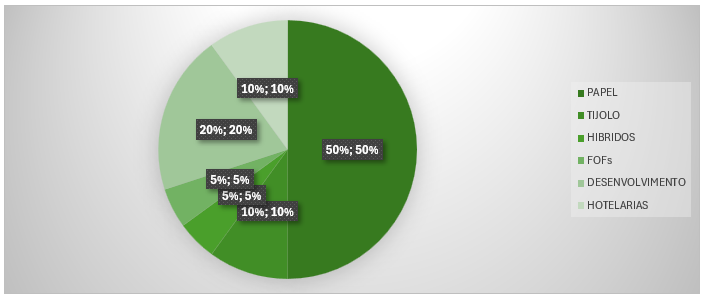 10%; 10%
20%; 20%
50%; 50%
5%; 5%
5%; 5%
10%; 10%
PAPEL
TIJOLO
HIBRIDOS
FOFs
DESENVOLVIMENTO
HOTELARIAS